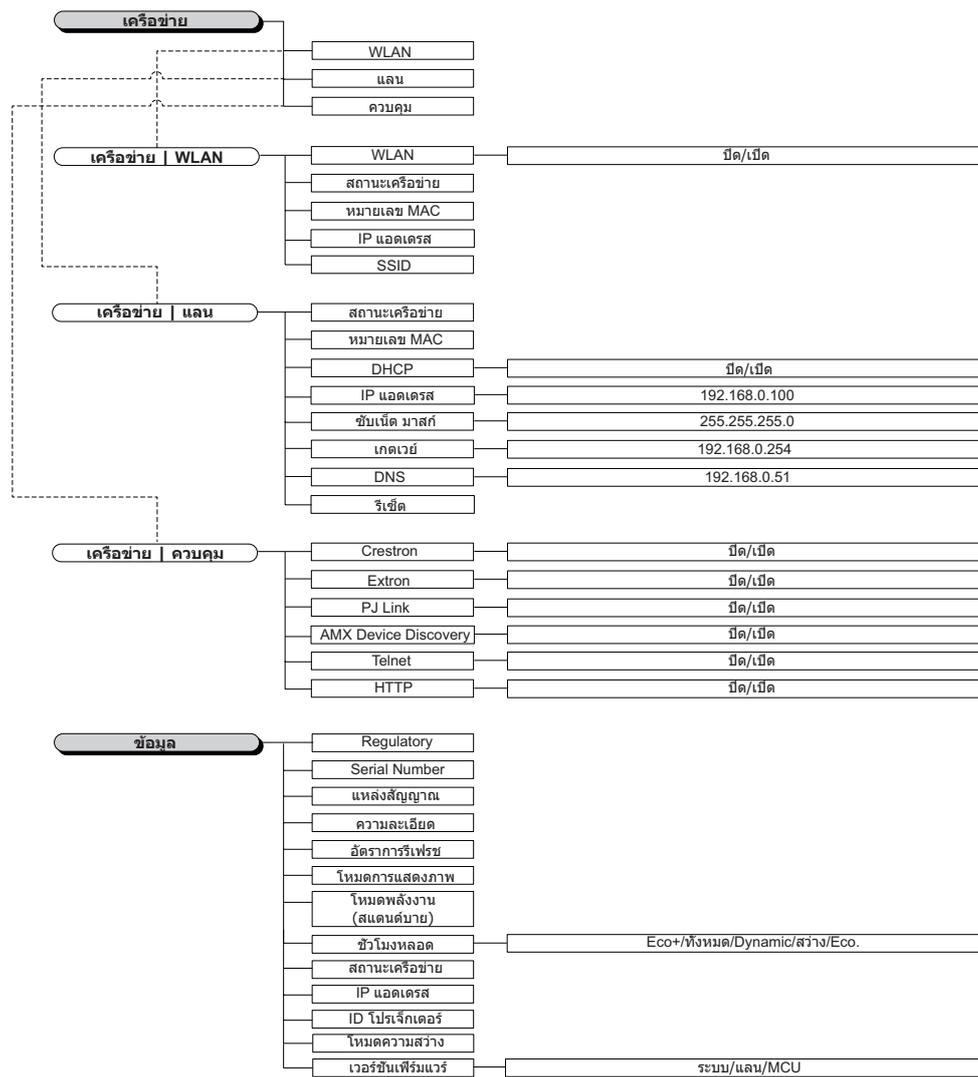 เครือข่าย
WLAN
แลน
ควบคุม
เครือข่าย | WLAN
WLAN
ปิด/เปิด
สถานะเครือข่าย
หมายเลข MAC
IP แอดเดรส
SSID
เครือข่าย | แลน
สถานะเครือข่าย
หมายเลข MAC
DHCP
ปิด/เปิด
IP แอดเดรส
192.168.0.100
ซับเน็ต มาสก์
255.255.255.0
เกตเวย์
192.168.0.254
DNS
192.168.0.51
รีเซ็ต
เครือข่าย | ควบคุม
Crestron
ปิด/เปิด
Extron
ปิด/เปิด
PJ Link
ปิด/เปิด
AMX Device Discovery
ปิด/เปิด
Telnet
ปิด/เปิด
HTTP
ปิด/เปิด
ข้อมูล
Regulatory
Serial Number
แหล่งสัญญาณ
ความละเอียด
อัตราการรีเฟรช
โหมดการแสดงภาพ
โหมดพลังงาน
(สแตนด์บาย)
ชั่วโมงหลอด
Eco+/ทั้งหมด/Dynamic/สว่าง/Eco.
สถานะเครือข่าย
IP แอดเดรส
ID โปรเจ็กเตอร์
โหมดความสว่าง
เวอร์ชันเฟิร์มแวร์
ระบบ/แลน/MCU